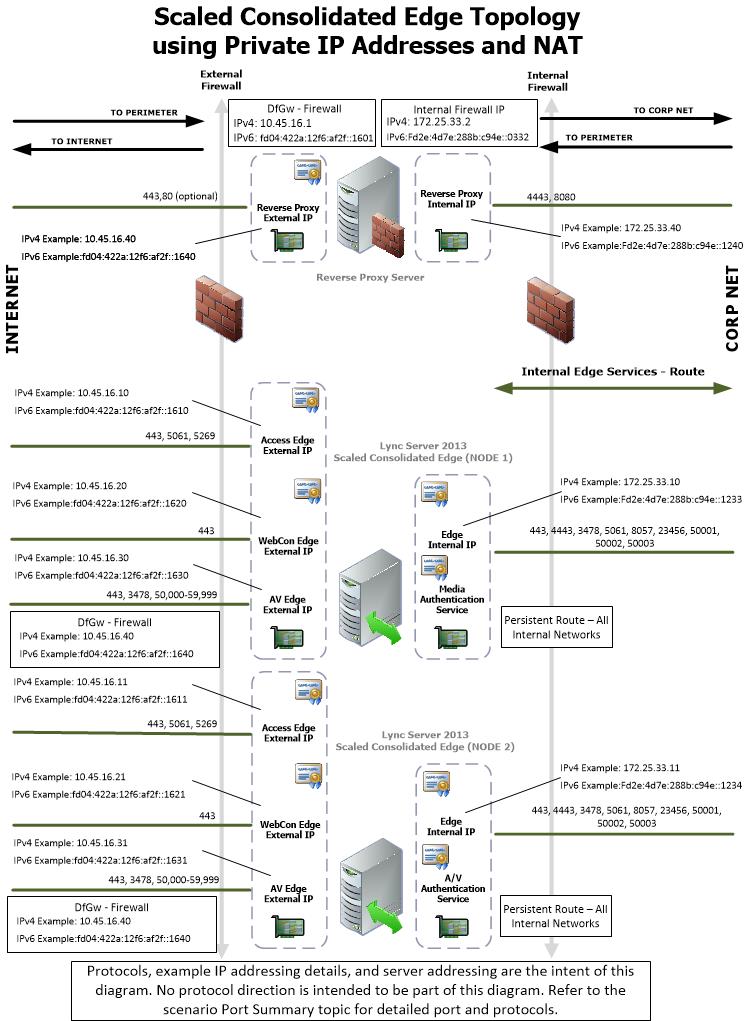 Scaled Consolidated Edge Topology
using Private IP Addresses and NAT
External
Firewall
Internal
Firewall
DfGw - Firewall
IPv4: 10.45.16.1
IPv6: fd04:422a:12f6:af2f::1601
Internal Firewall IP
IPv4: 172.25.33.2
IPv6:Fd2e:4d7e:288b:c94e::0332
TO PERIMETER
TO INTERNET
TO CORP NET
TO PERIMETER
443,80 (optional)
Reverse Proxy
External IP
Reverse Proxy
Internal IP
4443, 8080
IPv4 Example: 10.45.16.40
IPv6 Example:fd04:422a:12f6:af2f::1640
IPv4 Example: 172.25.33.40
IPv6 Example:Fd2e:4d7e:288b:c94e::1240
Reverse Proxy Server
INTERNET
CORP NET
Internal Edge Services – Route
IPv4 Example: 10.45.16.10
IPv6 Example:fd04:422a:12f6:af2f::1610
443, 5061, 5269
Access Edge
External IP
Lync Server 2013
Scaled Consolidated Edge (NODE 1)
IPv4 Example: 10.45.16.20
IPv6 Example:fd04:422a:12f6:af2f::1620
443
WebCon Edge
External IP
IPv4 Example: 172.25.33.10
IPv6 Example:Fd2e:4d7e:288b:c94e::1233
Edge
Internal IP
443, 4443, 3478, 5061, 8057, 23456, 50001,
50002, 50003
IPv4 Example: 10.45.16.30
IPv6 Example:fd04:422a:12f6:af2f::1630
443, 3478, 50,000-59,999
AV Edge
External IP
Media
Authentication
Service
DfGw - Firewall
IPv4 Example: 10.45.16.40
IPv6 Example:fd04:422a:12f6:af2f::1640
Persistent Route – All
Internal Networks
IPv4 Example: 10.45.16.11
IPv6 Example:fd04:422a:12f6:af2f::1611
443, 5061, 5269
Access Edge
External IP
Lync Server 2013
Scaled Consolidated Edge (NODE 2)
IPv4 Example: 10.45.16.21
IPv6 Example:fd04:422a:12f6:af2f::1621
443
WebCon Edge
External IP
IPv4 Example: 172.25.33.11
IPv6 Example:Fd2e:4d7e:288b:c94e::1234
Edge
Internal IP
443, 4443, 3478, 5061, 8057, 23456, 50001,
50002, 50003
IPv4 Example: 10.45.16.31
IPv6 Example:fd04:422a:12f6:af2f::1631
443, 3478, 50,000-59,999
AV Edge
External IP
A/V
Authentication
Service
DfGw - Firewall
IPv4 Example: 10.45.16.40
IPv6 Example:fd04:422a:12f6:af2f::1640
Persistent Route – All
Internal Networks
Protocols, example IP addressing details, and server addressing are the intent of this
diagram. No protocol direction is intended to be part of this diagram. Refer to the
scenario Port Summary topic for detailed port and protocols.